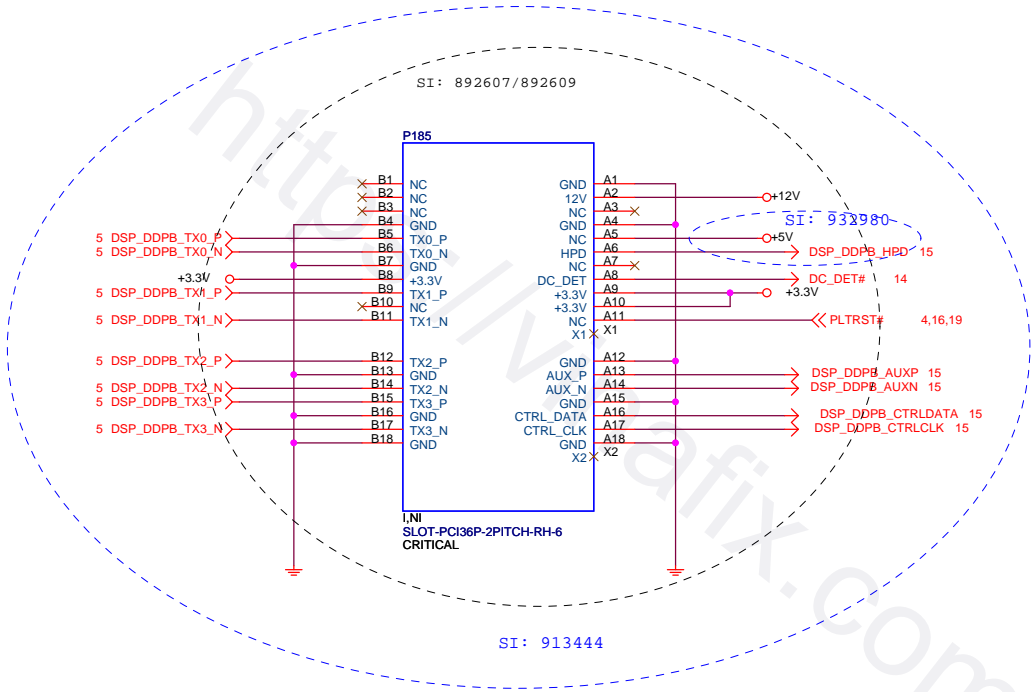 SI: 892607/892609
P185
B1 NC GND A1
B2 NC 12V A2 +12V
B3 NC NC A3
B4 GND GND A4 SI: 932980
5 DSP_DDPB_TX0_P B5 TX0_P NC A5 +5V
5 DSP_DDPB_TX0_N B6 TX0_N HPD A6 DSP_DDPB_HPD 15
B7 GND NC A7
+3.3V B8 +3.3V DC_DET A8 DC_DET# 14
5 DSP_DDPB_TX1_P B9 TX1_P +3.3V A9 +3.3V
B10 NC +3.3V A10
5 DSP_DDPB_TX1_N B11 TX1_N NC A11 PLTRST# 4,16,19
X1 X1
5 DSP_DDPB_TX2_P B12 TX2_P GND A12
B13 GND AUX_P A13 DSP_DDPB_AUXP 15
5 DSP_DDPB_TX2_N B14 TX2_N AUX_N A14 DSP_DDPB_AUXN 15
5 DSP_DDPB_TX3_P B15 TX3_P GND A15
B16 GND CTRL_DATA A16 DSP_DDPB_CTRLDATA 15
5 DSP_DDPB_TX3_N B17 TX3_N CTRL_CLK A17 DSP_DDPB_CTRLCLK 15
B18 GND GND A18
X2 X2
I,NI
SLOT-PCI36P-2PITCH-RH-6
CRITICAL
SI: 913444
https://vinafix.com